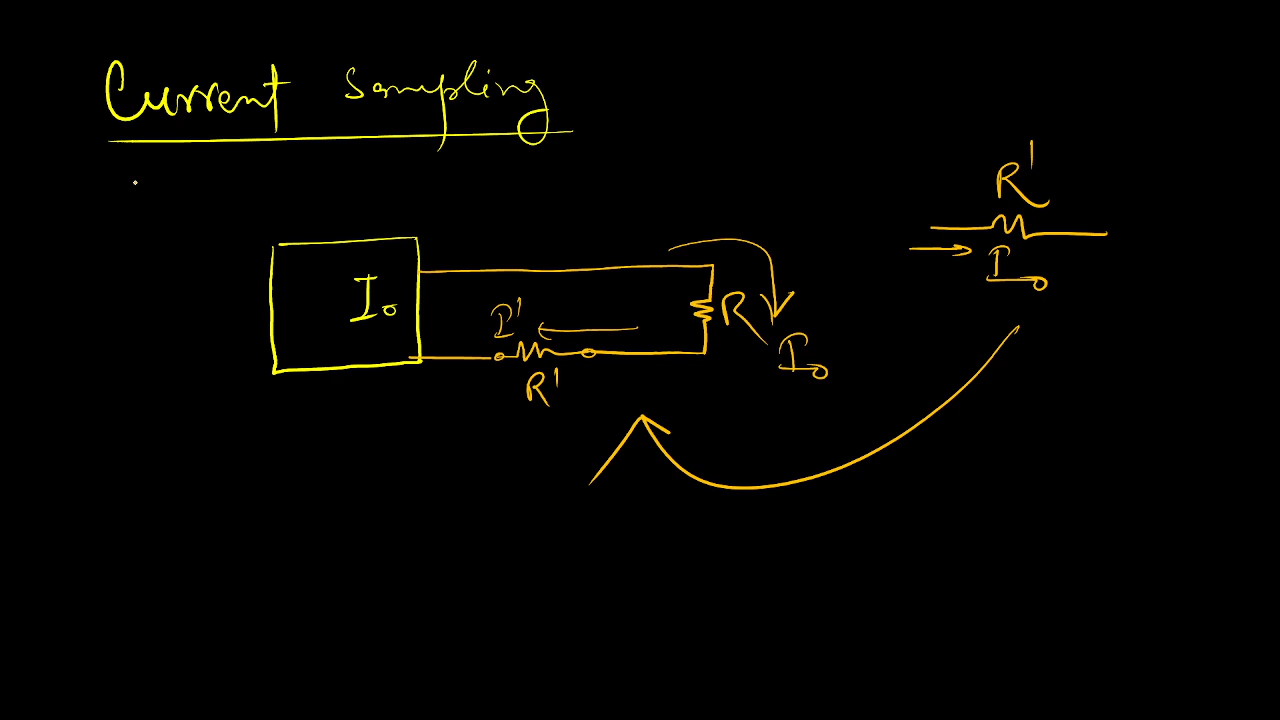 Current Sampling
R'
I₀
I₀
I'
R
I₀
R'